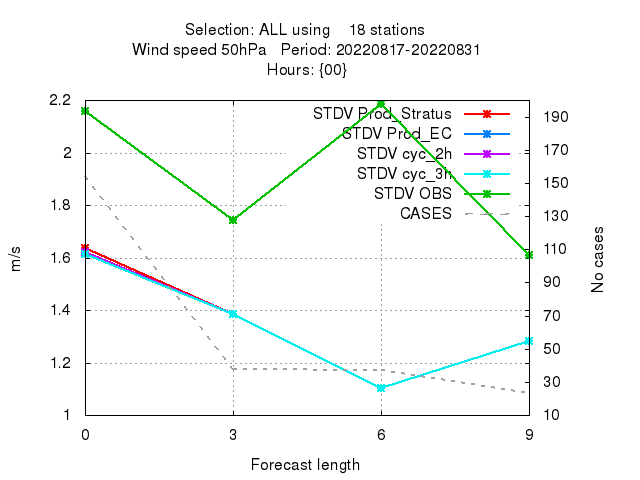 Selection: ALL using    18 stations
Wind speed 50hPa   Period: 20220817-20220831
Hours: {00}
STDV Prod_Stratus
STDV Prod_EC
STDV cyc_2h
STDV cyc_3h
STDV OBS
CASES
2.2
2
1.8
1.6
1.4
1.2
1
m/s
190
170
150
130
110
90
70
50
30
10
No cases
0
3
6
9
Forecast length